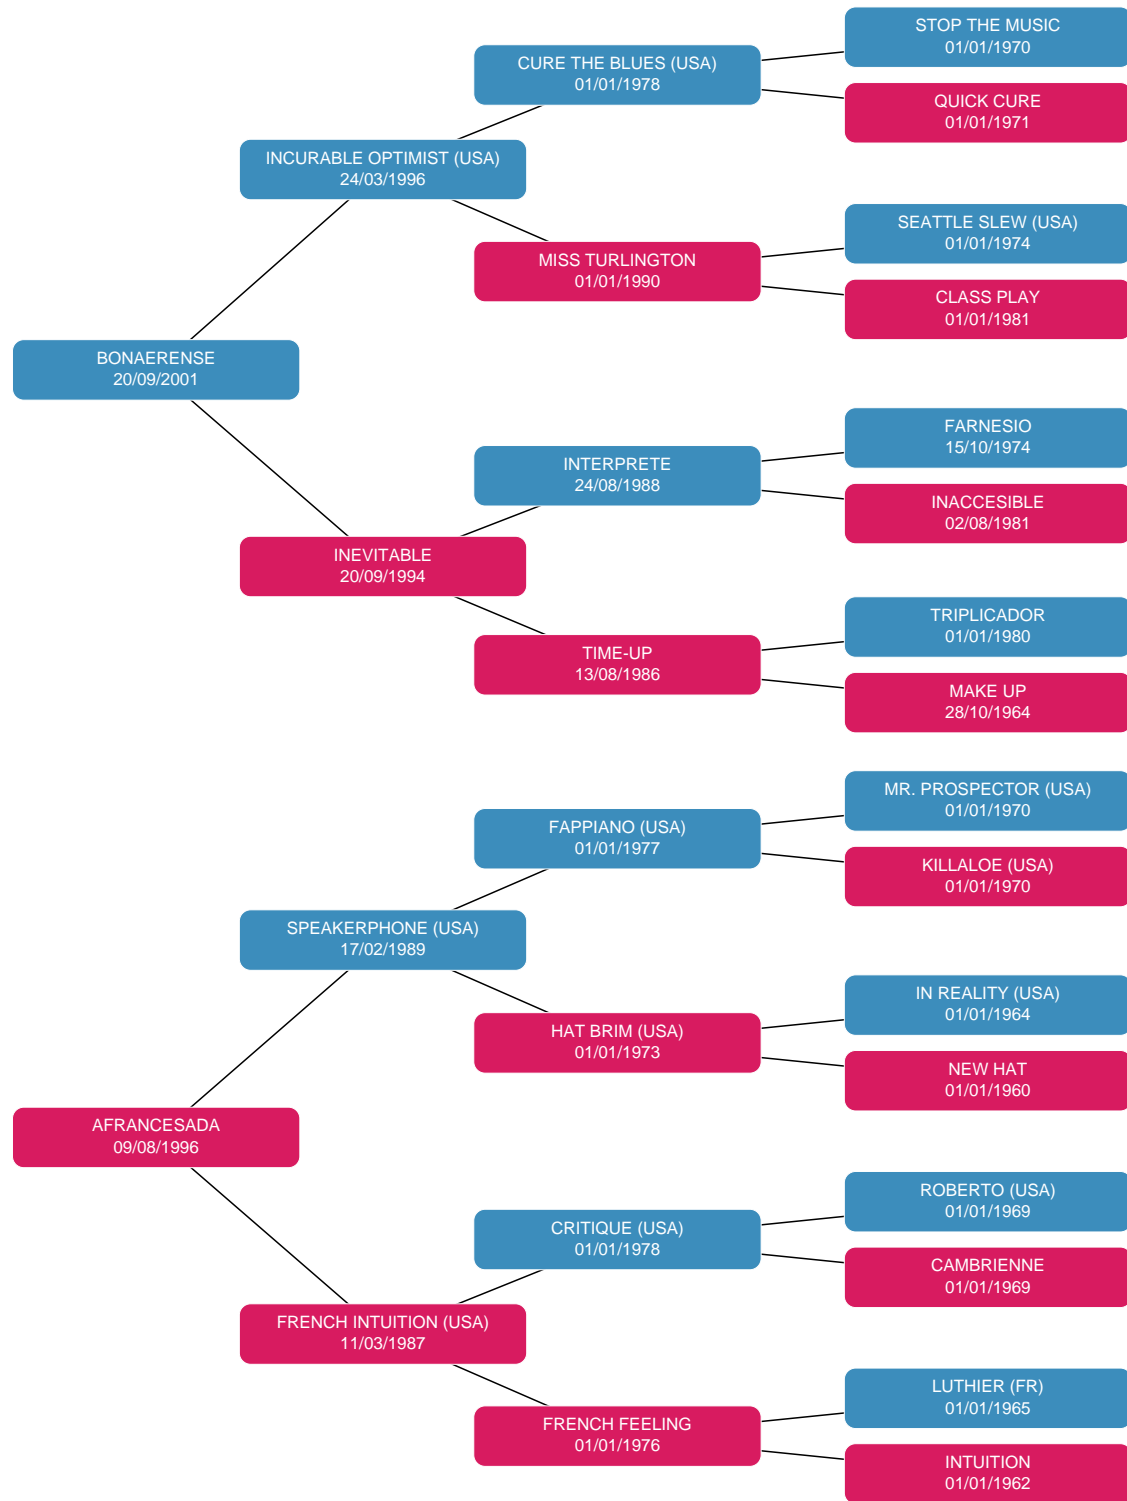 STOP THE MUSIC
01/01/1970
CURE THE BLUES (USA)
01/01/1978
QUICK CURE
01/01/1971
INCURABLE OPTIMIST (USA)
24/03/1996
SEATTLE SLEW (USA)
01/01/1974
MISS TURLINGTON
01/01/1990
CLASS PLAY
01/01/1981
BONAERENSE
20/09/2001
FARNESIO
15/10/1974
INTERPRETE
24/08/1988
INACCESIBLE
02/08/1981
INEVITABLE
20/09/1994
TRIPLICADOR
01/01/1980
TIME-UP
13/08/1986
MAKE UP
28/10/1964
MR. PROSPECTOR (USA)
01/01/1970
FAPPIANO (USA)
01/01/1977
KILLALOE (USA)
01/01/1970
SPEAKERPHONE (USA)
17/02/1989
IN REALITY (USA)
01/01/1964
HAT BRIM (USA)
01/01/1973
NEW HAT
01/01/1960
AFRANCESADA
09/08/1996
ROBERTO (USA)
01/01/1969
CRITIQUE (USA)
01/01/1978
CAMBRIENNE
01/01/1969
FRENCH INTUITION (USA)
11/03/1987
LUTHIER (FR)
01/01/1965
FRENCH FEELING
01/01/1976
INTUITION
01/01/1962